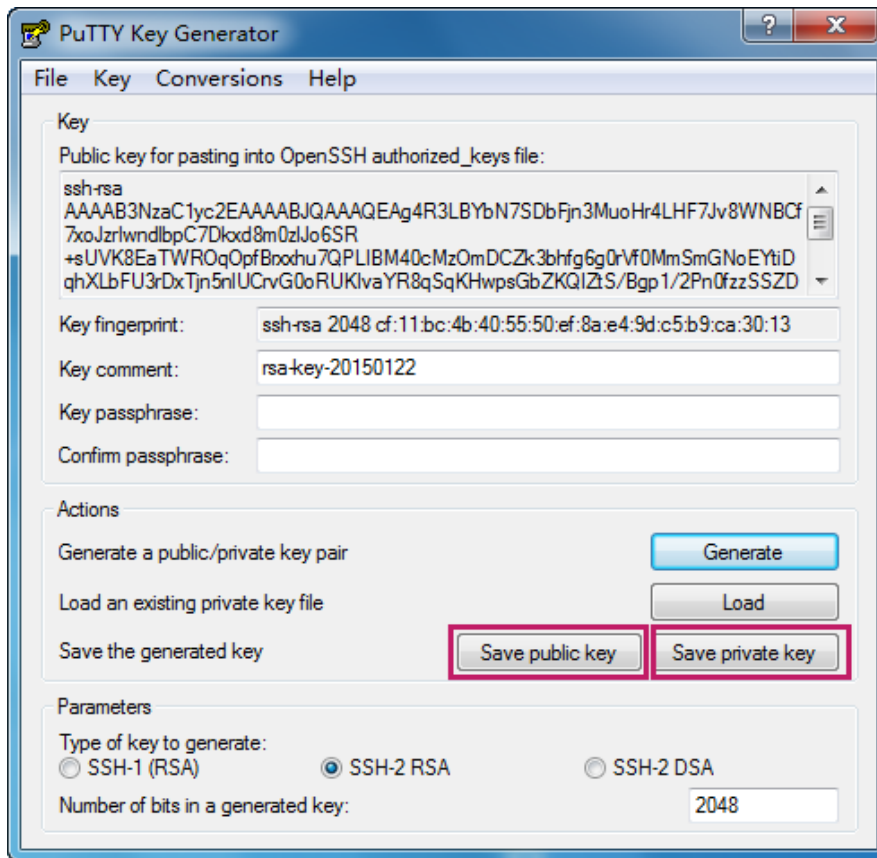 PuTTY Key Generator
File Key Conversions Help
Key
Public key for pasting into OpenSSH authorized_keys file:
ssh-rsa
AAAAB3NzaC1yc2EAAAABJQAAAQEAg4R3LBYbN7SDbFjn3MuoHr4LHF7Jv8WNBCf
7xoJzrlwndlbpC7Dkxd8m0zlJo6SR
+sUVK8EaTWROqOpfBrxxhu7QPLIBM40cMzOmDCZk3bhfg6g0rVf0MmSmGNoEYtiD
qhXLbFU3rDxTjn5nIUCrvG0oRUKIvaYR8qSqKHwpsGbZKQIZtS/Bgp1/2Pn0fzzSSZD
Key fingerprint: ssh-rsa 2048 cf:11:bc:4b:40:55:50:ef:8a:e4:9d:c5:b9:ca:30:13
Key comment: rsa-key-20150122
Key passphrase:
Confirm passphrase:
Actions
Generate a public/private key pair Generate
Load an existing private key file Load
Save the generated key Save public key Save private key
Parameters
Type of key to generate:
SSH-1 (RSA) SSH-2 RSA SSH-2 DSA
Number of bits in a generated key: 2048